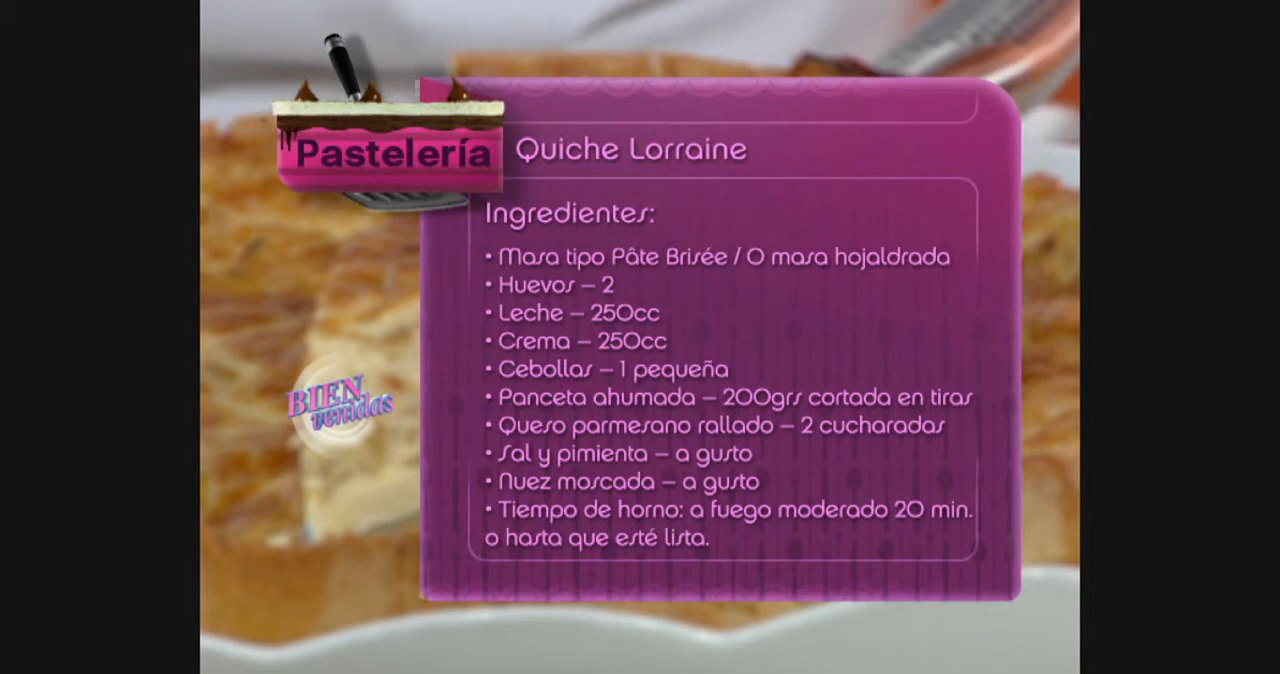 Pastelería
Quiche Lorraine
Ingredientes:
• Masa tipo Pâte Brisée / O masa hojaldrada
• Huevos – 2
• Leche – 250cc
• Crema – 250cc
• Cebollas – 1 pequeña
• Panceta ahumada – 200grs cortada en tiras
• Queso parmesano rallado – 2 cucharadas
• Sal y pimienta – a gusto
• Nuez moscada – a gusto
• Tiempo de horno: a fuego moderado 20 min.
o hasta que esté lista.
BIEN
venidas